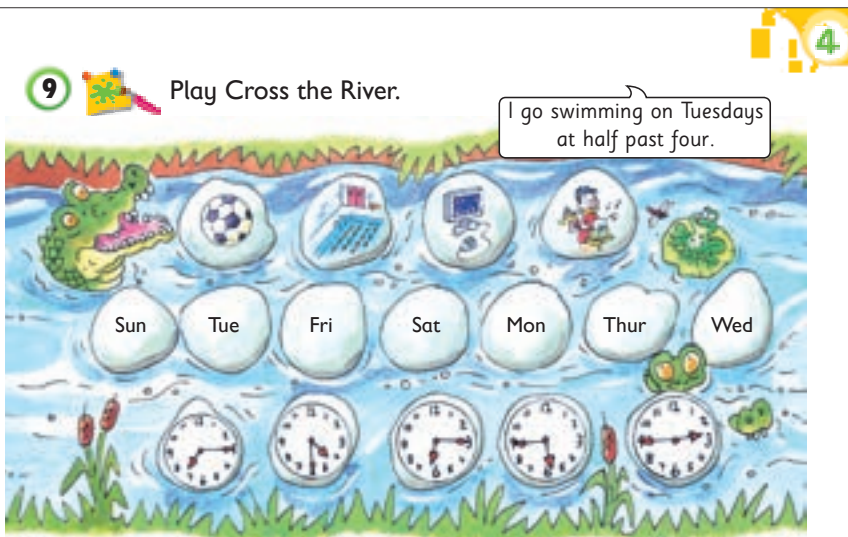 4
9 Play Cross the River.
I go swimming on Tuesdays
at half past four.
Sun Tue Fri Sat Mon Thur Wed